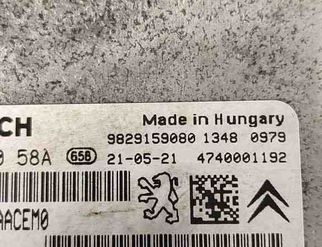 CH
Made in Hungary
9829159080 1348 0979
0 58A 658 21-05-21 4740001192
AACEM0